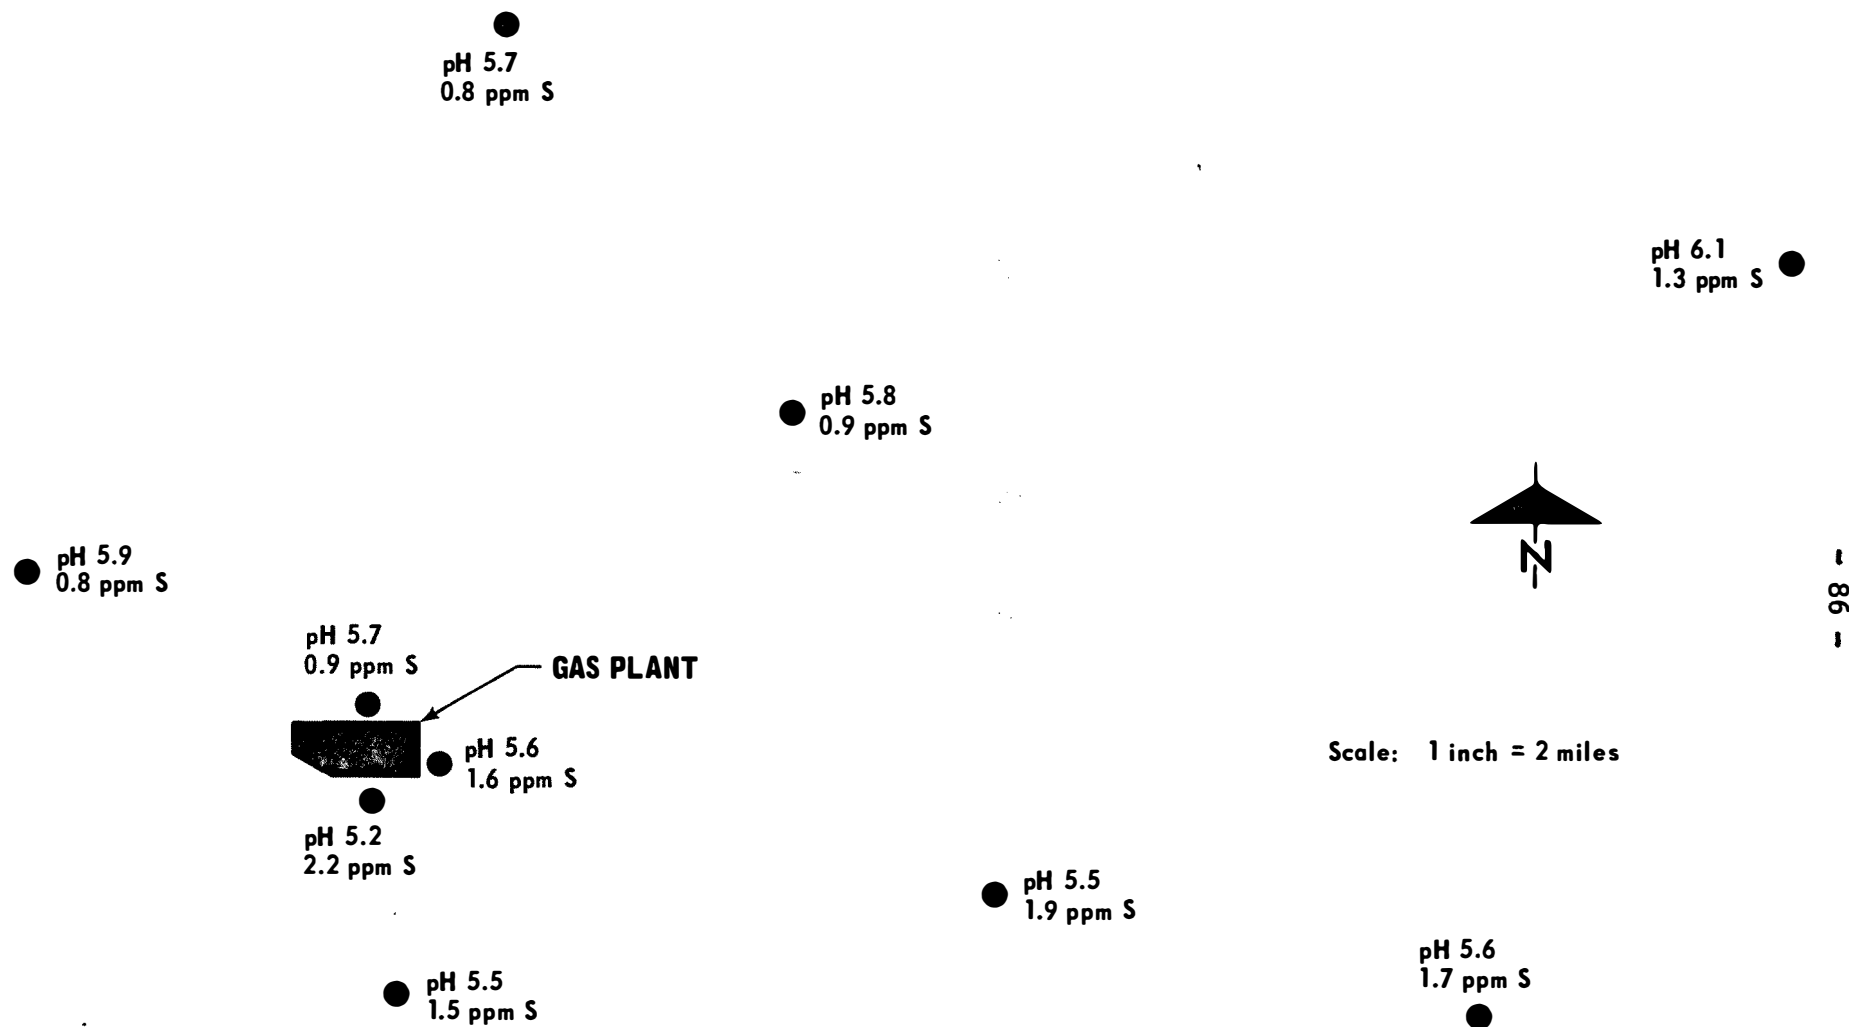 pH 5.7
0.8 ppm S
pH 6.1
1.3 ppm S
pH 5.8
0.9 ppm S
N
pH 5.9
0.8 ppm S
- 86 -
pH 5.7
0.9 ppm S
GAS PLANT
pH 5.6
1.6 ppm S
Scale: 1 inch = 2 miles
pH 5.2
2.2 ppm S
pH 5.5
1.9 ppm S
pH 5.6
1.7 ppm S
pH 5.5
1.5 ppm S